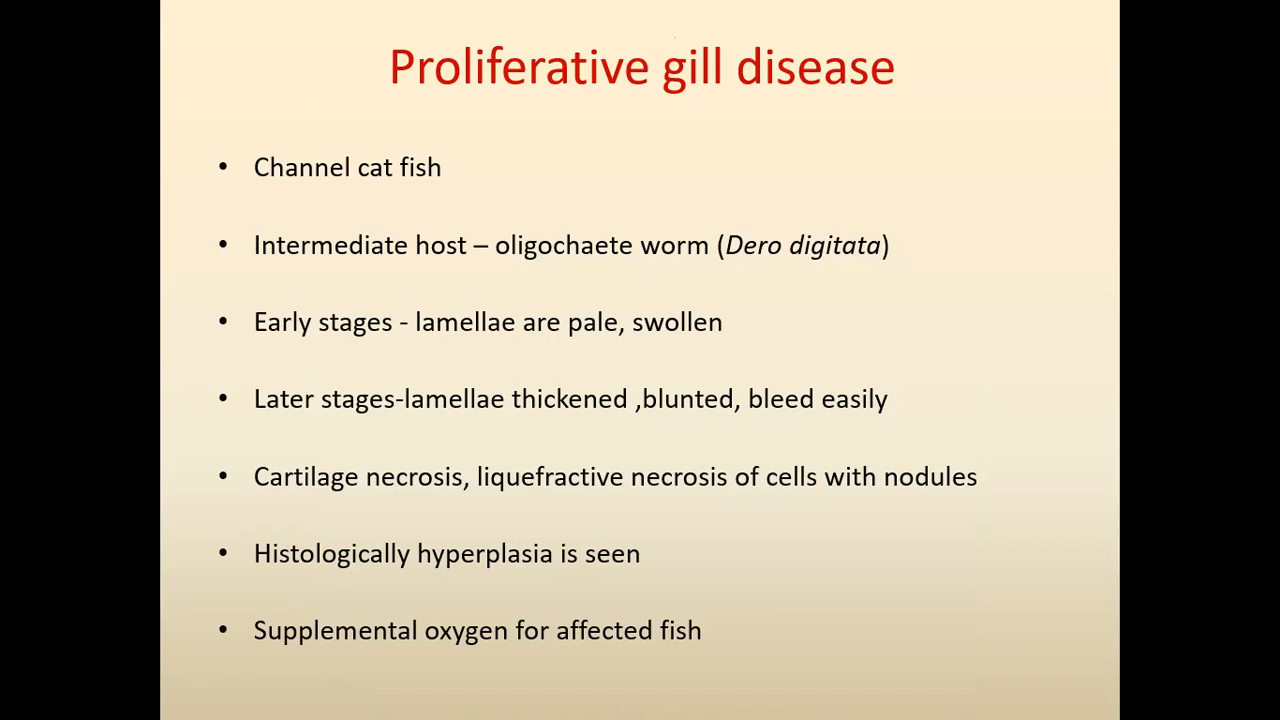 Proliferative gill disease
• Channel cat fish
• Intermediate host – oligochaete worm (Dero digitata)
• Early stages - lamellae are pale, swollen
• Later stages-lamellae thickened ,blunted, bleed easily
• Cartilage necrosis, liquefractive necrosis of cells with nodules
• Histologically hyperplasia is seen
• Supplemental oxygen for affected fish